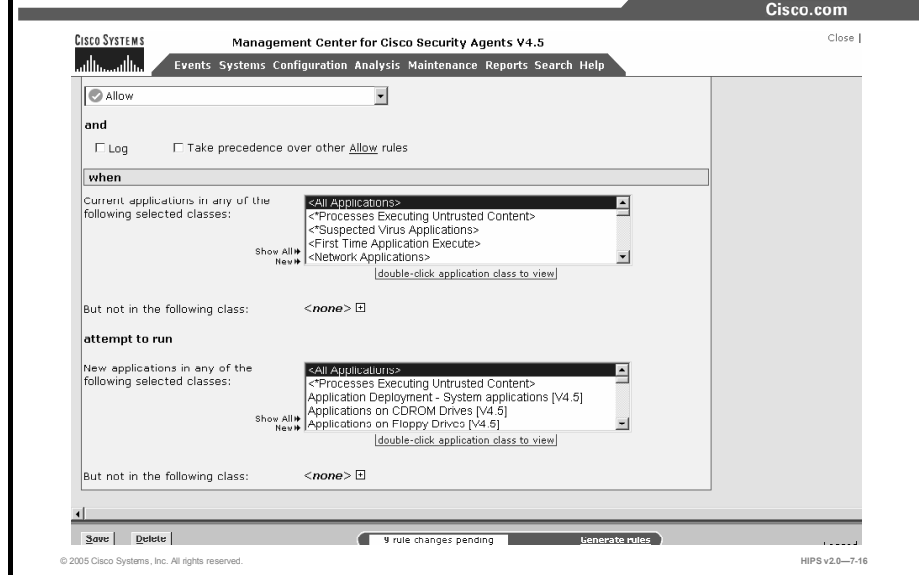 Cisco.com
CISCO SYSTEMS
Management Center for Cisco Security Agents V4.5
Close |
Events Systems Configuration Analysis Maintenance Reports Search Help
Allow
and
Log Take precedence over other Allow rules
when
Current applications in any of the following selected classes:
<All Applications>
<*Processes Executing Untrusted Content>
<*Suspected Virus Applications>
<First Time Application Execute>
<Network Applications>
Show All
New
double-click application class to view
But not in the following class: <none>
attempt to run
New applications in any of the following selected classes:
<All Applications>
<*Processes Executing Untrusted Content>
Application Deployment - System applications [V4.5]
Applications on CDROM Drives [V4.5]
Applications on Floppy Drives [V4.5]
Show All
New
double-click application class to view
But not in the following class: <none>
Save Delete 9 rule changes pending Generate rules
© 2005 Cisco Systems, Inc. All rights reserved.
HIPS v2.0—7-16